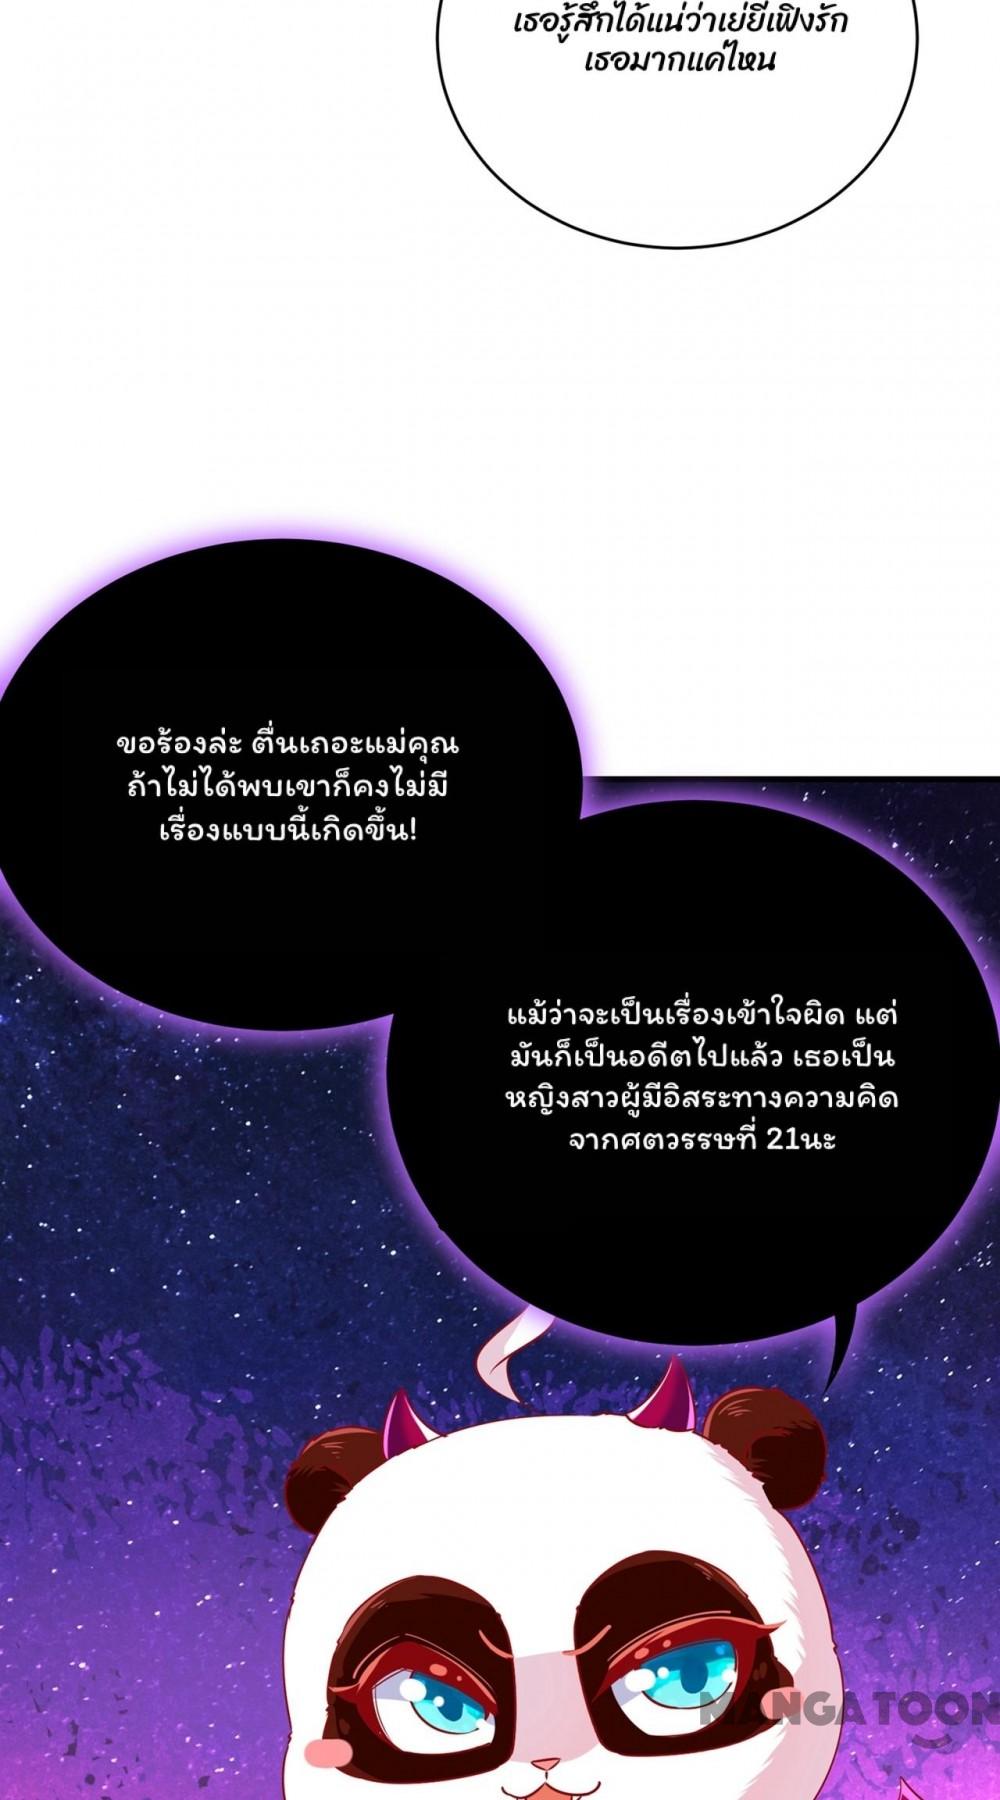 เธอรู้สึกได้แน่ว่าเย่ยีเฟิงรัก
เธอมากแค่ไหน
ขอร้องล่ะ ตื่นเถอะแม่คุณ
ถ้าไม่ได้พบเขาก็คงไม่มี
เรื่องแบบนี้เกิดขึ้น!
แม้ว่าจะเป็นเรื่องเข้าใจผิด แต่
มันก็เป็นอดีตไปแล้ว เธอเป็น
หญิงสาวผู้มีอิสระทางความคิด
จากศตวรรษที่ 21นะ
MANGATOON